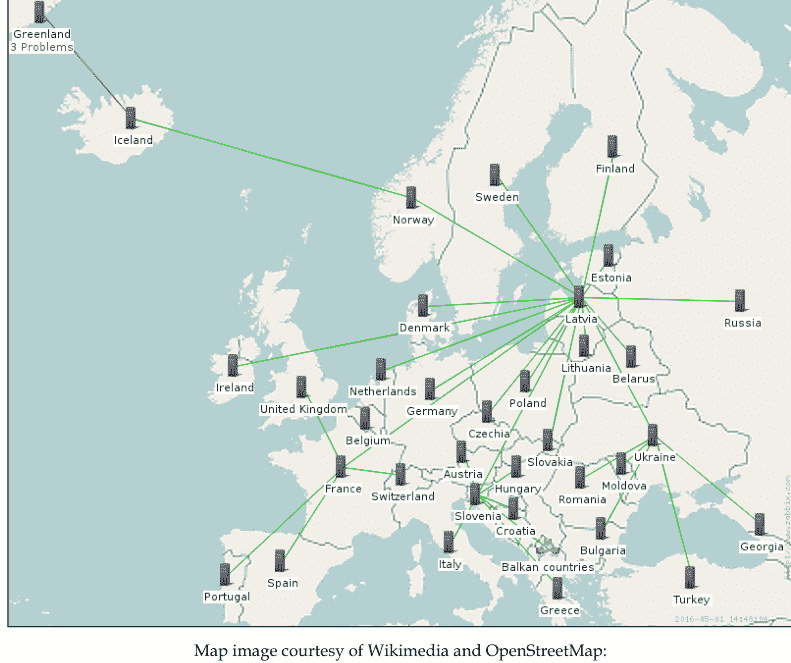 Greenland
3 Problems
Iceland
Finland
Sweden
Norway
Estonia
Latvia
Russia
Denmark
Lithuania
Belarus
Ireland
Netherlands
United Kingdom
Germany
Poland
Belgium
Czechia
Slovakia
Ukraine
Austria
France
Switzerland
Hungary
Moldova
Romania
Slovenia
Croatia
Georgia
Bulgaria
Italy
Balkan countries
Spain
Portugal
Turkey
Greece
Map image courtesy of Wikimedia and OpenStreetMap: